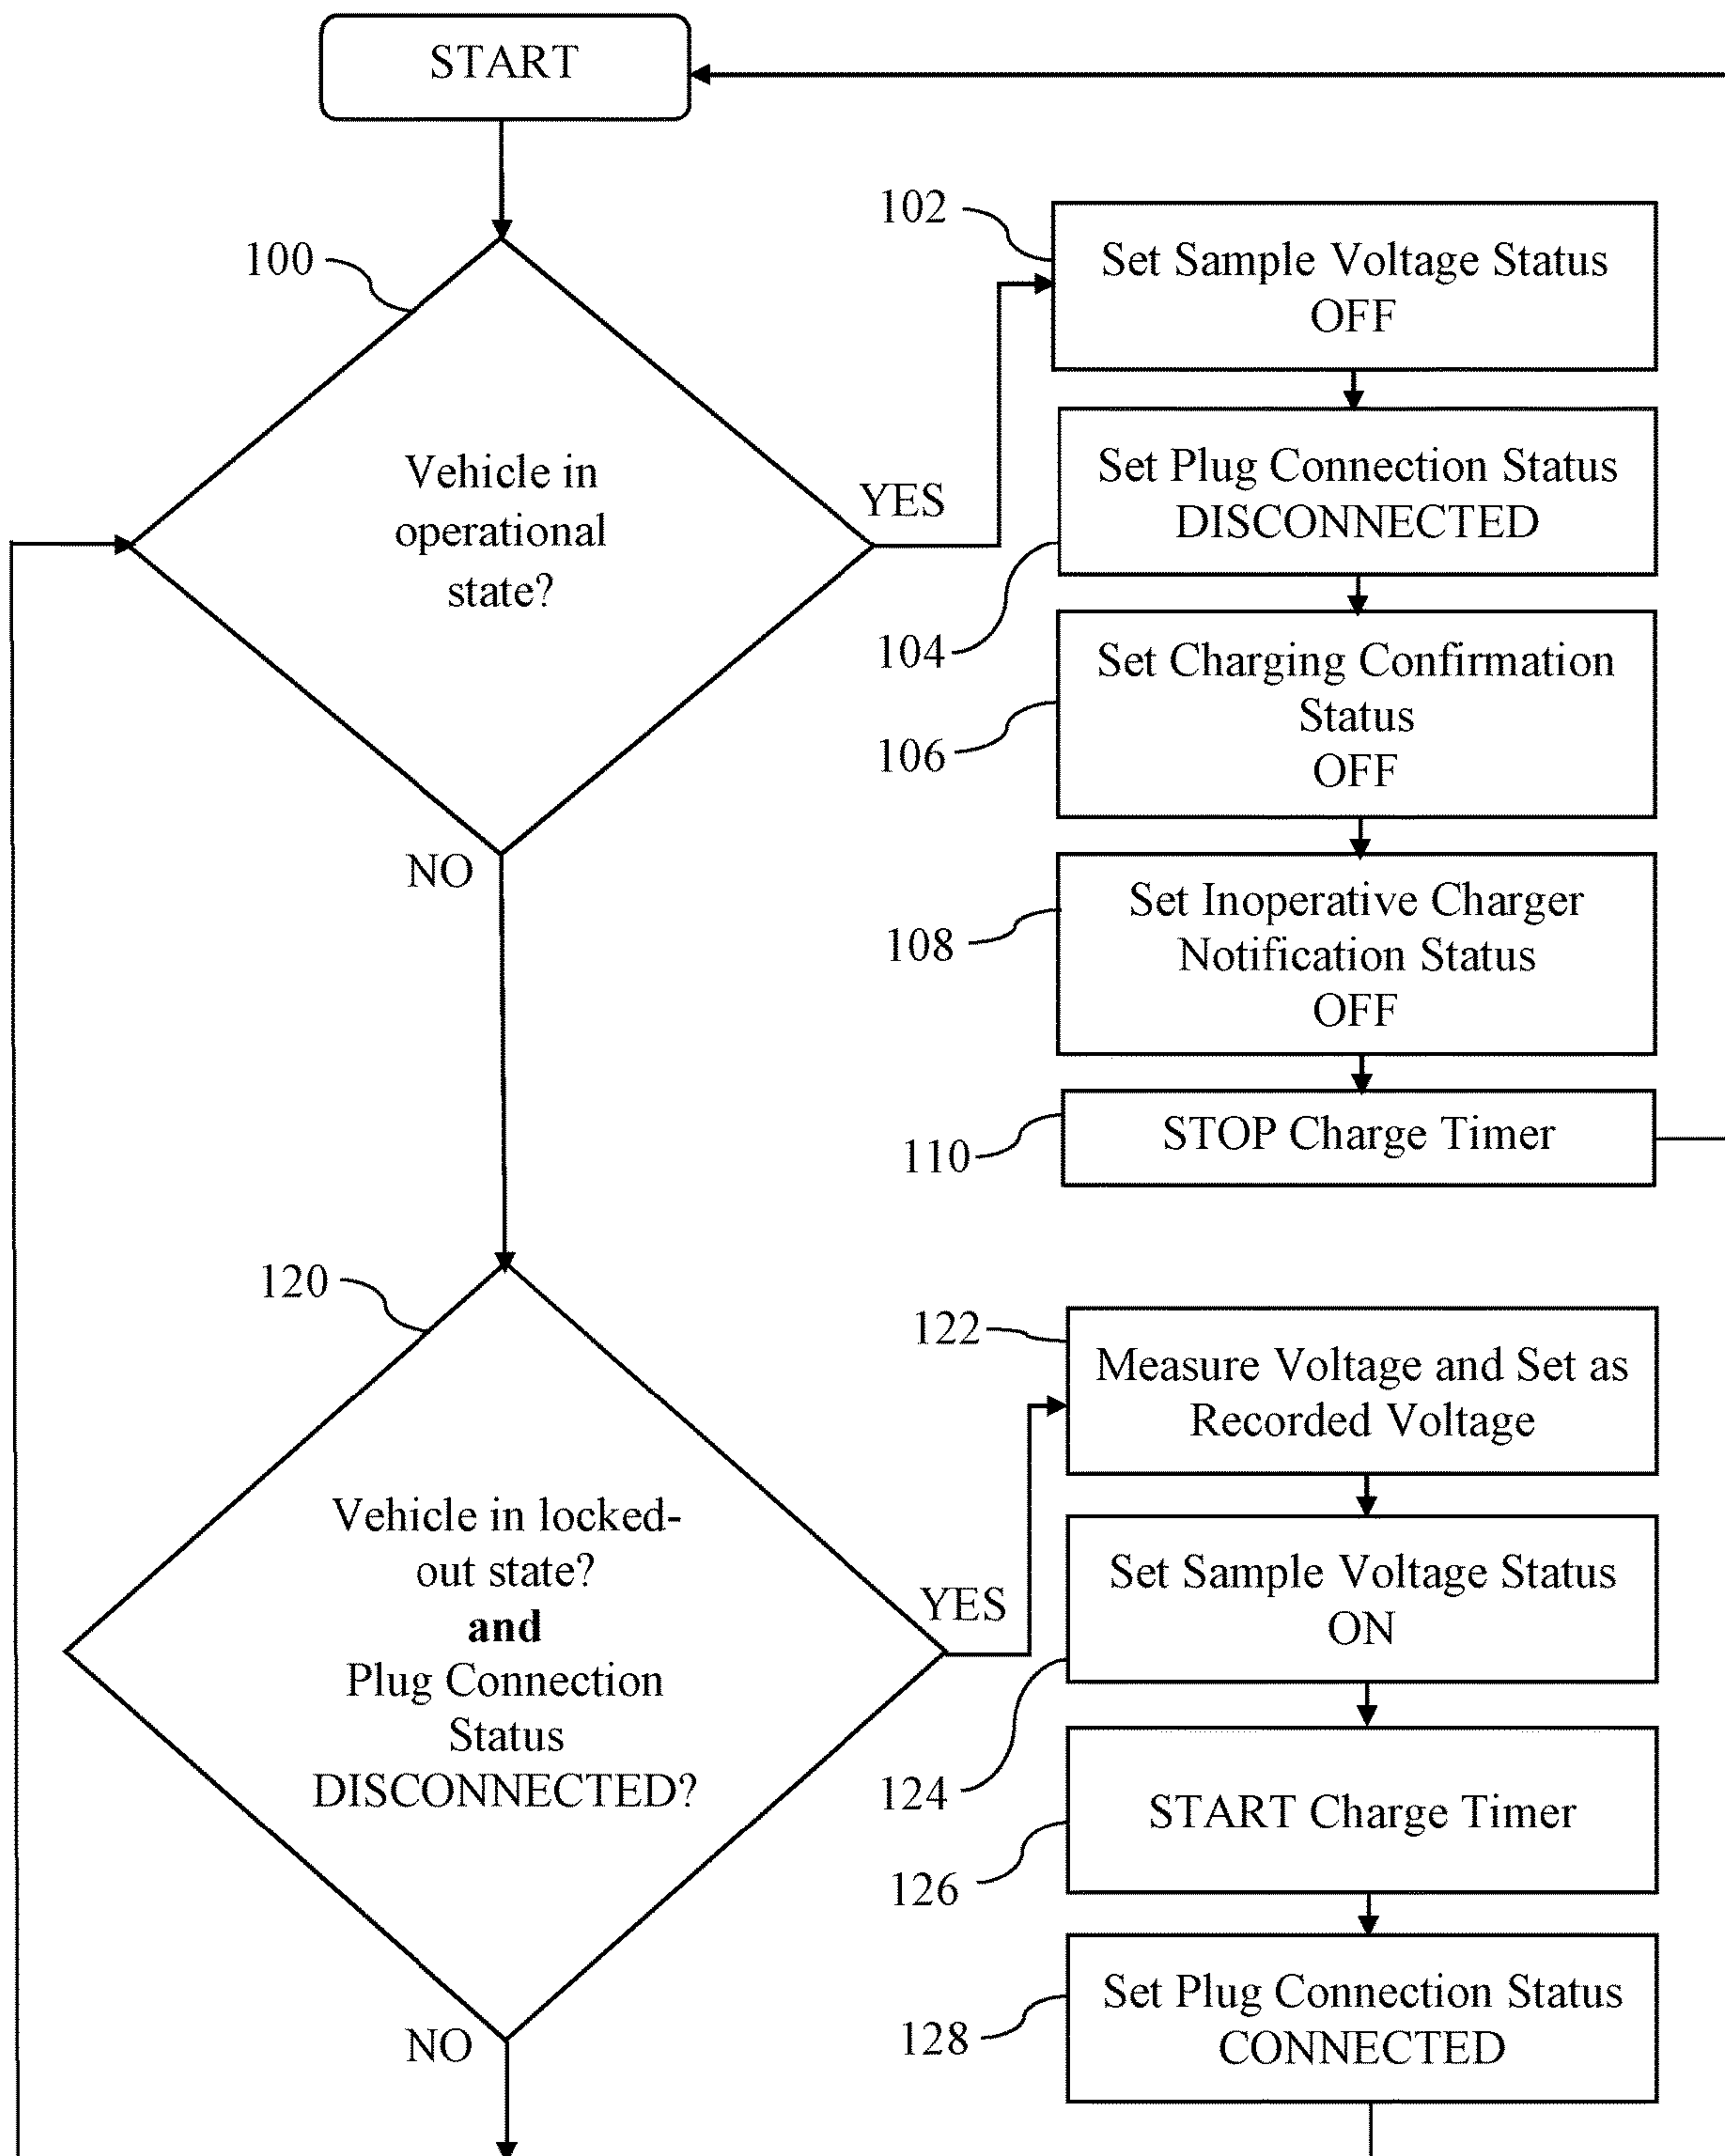 START
100
Vehicle in
operational
state?
YES
NO
102
Set Sample Voltage Status
OFF
Set Plug Connection Status
DISCONNECTED
104
Set Charging Confirmation
Status
OFF
106
Set Inoperative Charger
Notification Status
OFF
108
STOP Charge Timer
110
120
Vehicle in locked-
out state?
and
Plug Connection
Status
DISCONNECTED?
YES
NO
122
Measure Voltage and Set as
Recorded Voltage
Set Sample Voltage Status
ON
124
START Charge Timer
126
Set Plug Connection Status
CONNECTED
128